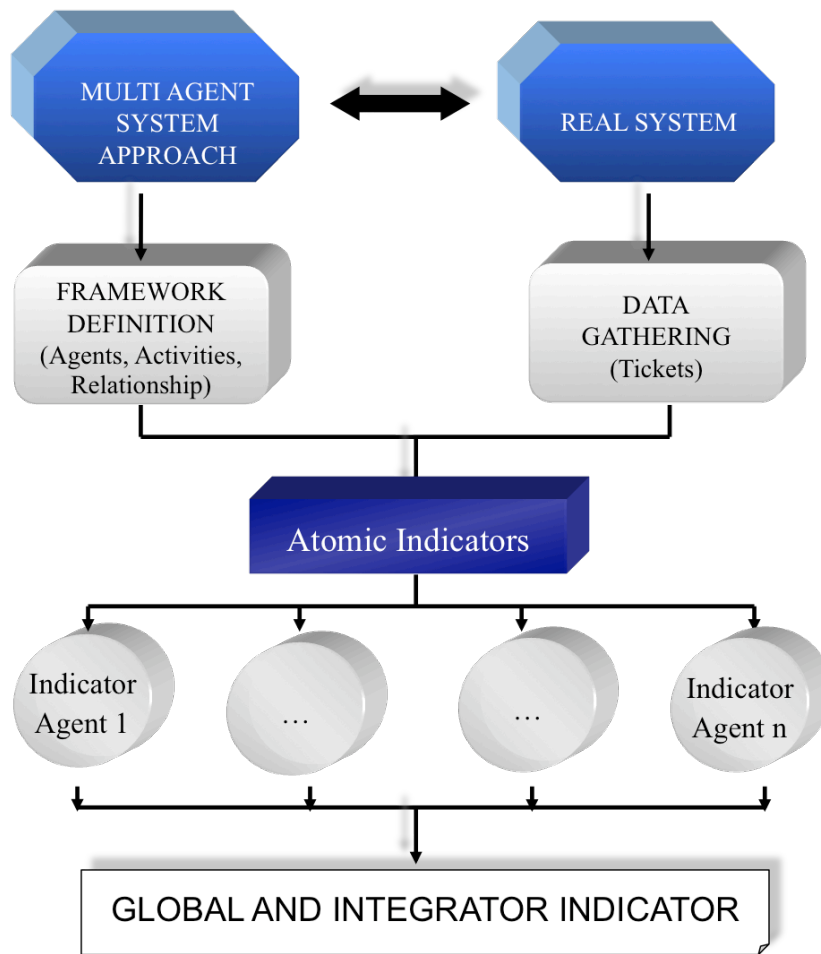 MULTI AGENT
SYSTEM
APPROACH
REAL SYSTEM
FRAMEWORK
DEFINITION
(Agents, Activities,
Relationship)
DATA
GATHERING
(Tickets)
Atomic Indicators
Indicator
Agent 1
…
…
Indicator
Agent n
GLOBAL AND INTEGRATOR INDICATOR